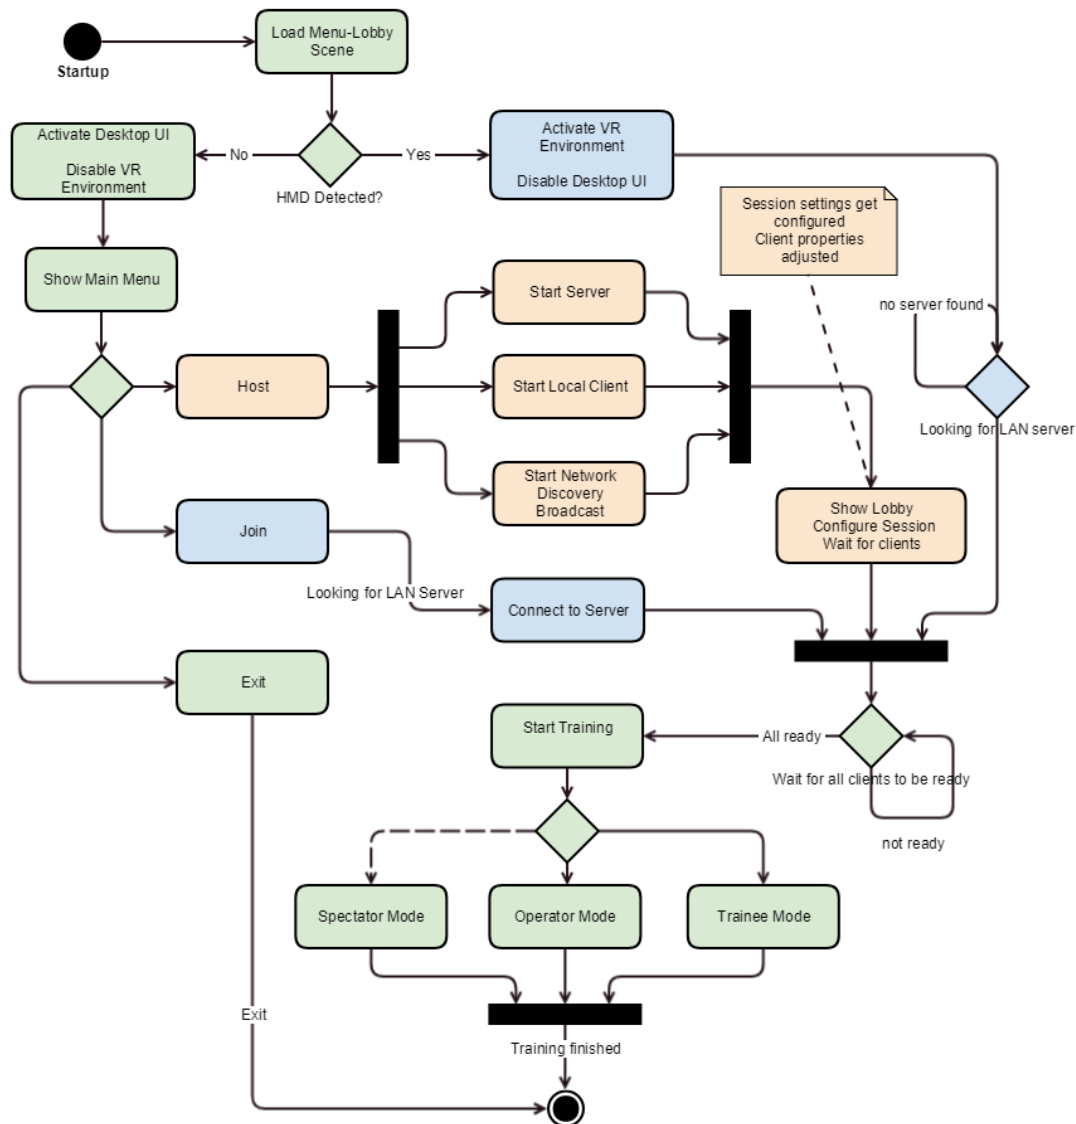 Load Menu-Lobby
Scene
Startup
Activate Desktop UI
Disable VR
Environment
No
Yes
HMD Detected?
Activate VR
Environment
Disable Desktop UI
Session settings get
configured
Client properties
adjusted
Show Main Menu
Start Server
no server found
Host
Start Local Client
Looking for LAN server
Start Network
Discovery
Broadcast
Show Lobby
Configure Session
Wait for clients
Join
Looking for LAN Server
Connect to Server
Exit
Start Training
All ready
Wait for all clients to be ready
not ready
Spectator Mode
Operator Mode
Trainee Mode
Exit
Training finished